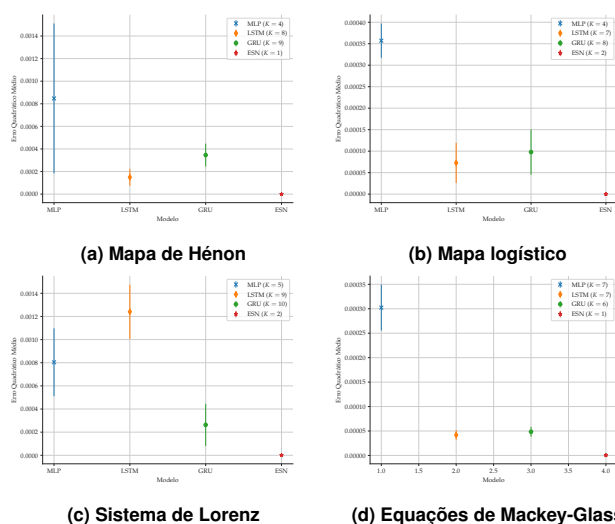 0.0014
0.0012
0.0010
0.0008
0.0006
0.0004
0.0002
0.0000
Erro Quadrático Médio
MLP (K = 4)
LSTM (K = 8)
GRU (K = 9)
ESN (K = 1)
MLP LSTM GRU ESN
Modelo
(a) Mapa de Hénon
0.00040
0.00035
0.00030
0.00025
0.00020
0.00015
0.00010
0.00005
0.00000
Erro Quadrático Médio
MLP (K = 4)
LSTM (K = 7)
GRU (K = 8)
ESN (K = 2)
MLP LSTM GRU ESN
Modelo
(b) Mapa logístico
0.0014
0.0012
0.0010
0.0008
0.0006
0.0004
0.0002
0.0000
Erro Quadrático Médio
MLP (K = 5)
LSTM (K = 9)
GRU (K = 10)
ESN (K = 2)
MLP LSTM GRU ESN
Modelo
(c) Sistema de Lorenz
0.00035
0.00030
0.00025
0.00020
0.00015
0.00010
0.00005
0.00000
Erro Quadrático Médio
MLP (K = 7)
LSTM (K = 7)
GRU (K = 6)
ESN (K = 1)
1.0 1.5 2.0 2.5 3.0 3.5 4.0
Modelo
(d) Equações de Mackey-Glass